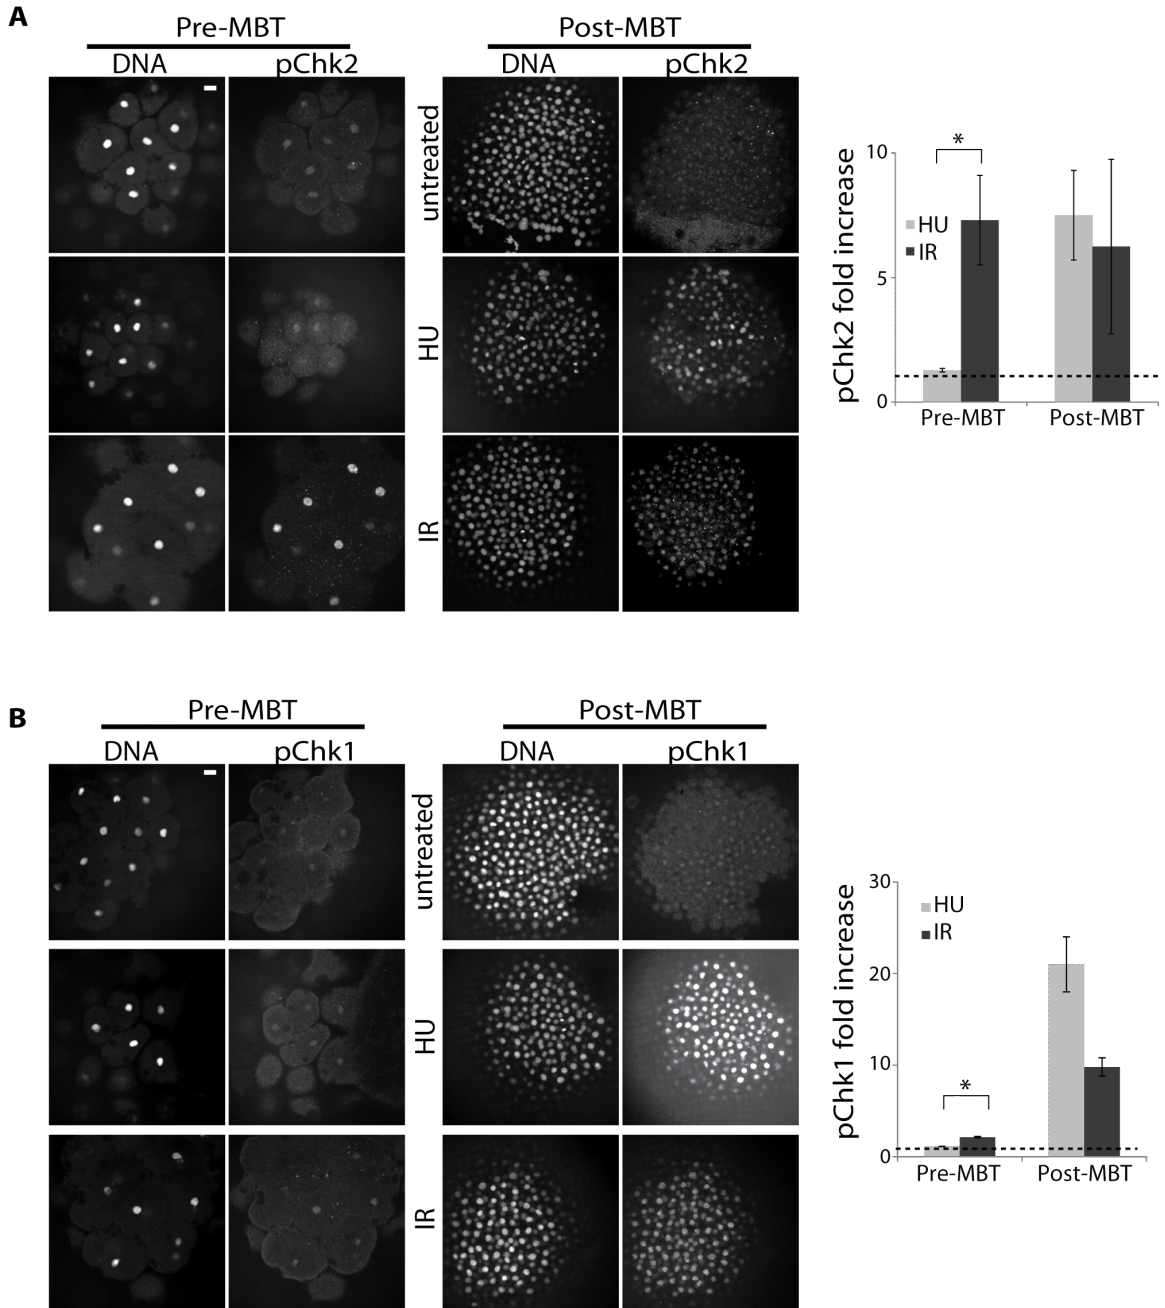 A
Pre-MBT
Post-MBT
DNA
pChk2
DNA
pChk2
untreated
HU
IR
pChk2 fold increase
10
5
0
*
HU
IR
Pre-MBT
Post-MBT
B
Pre-MBT
Post-MBT
DNA
pChk1
DNA
pChk1
untreated
HU
IR
pChk1 fold increase
30
20
10
0
HU
IR
*
Pre-MBT
Post-MBT